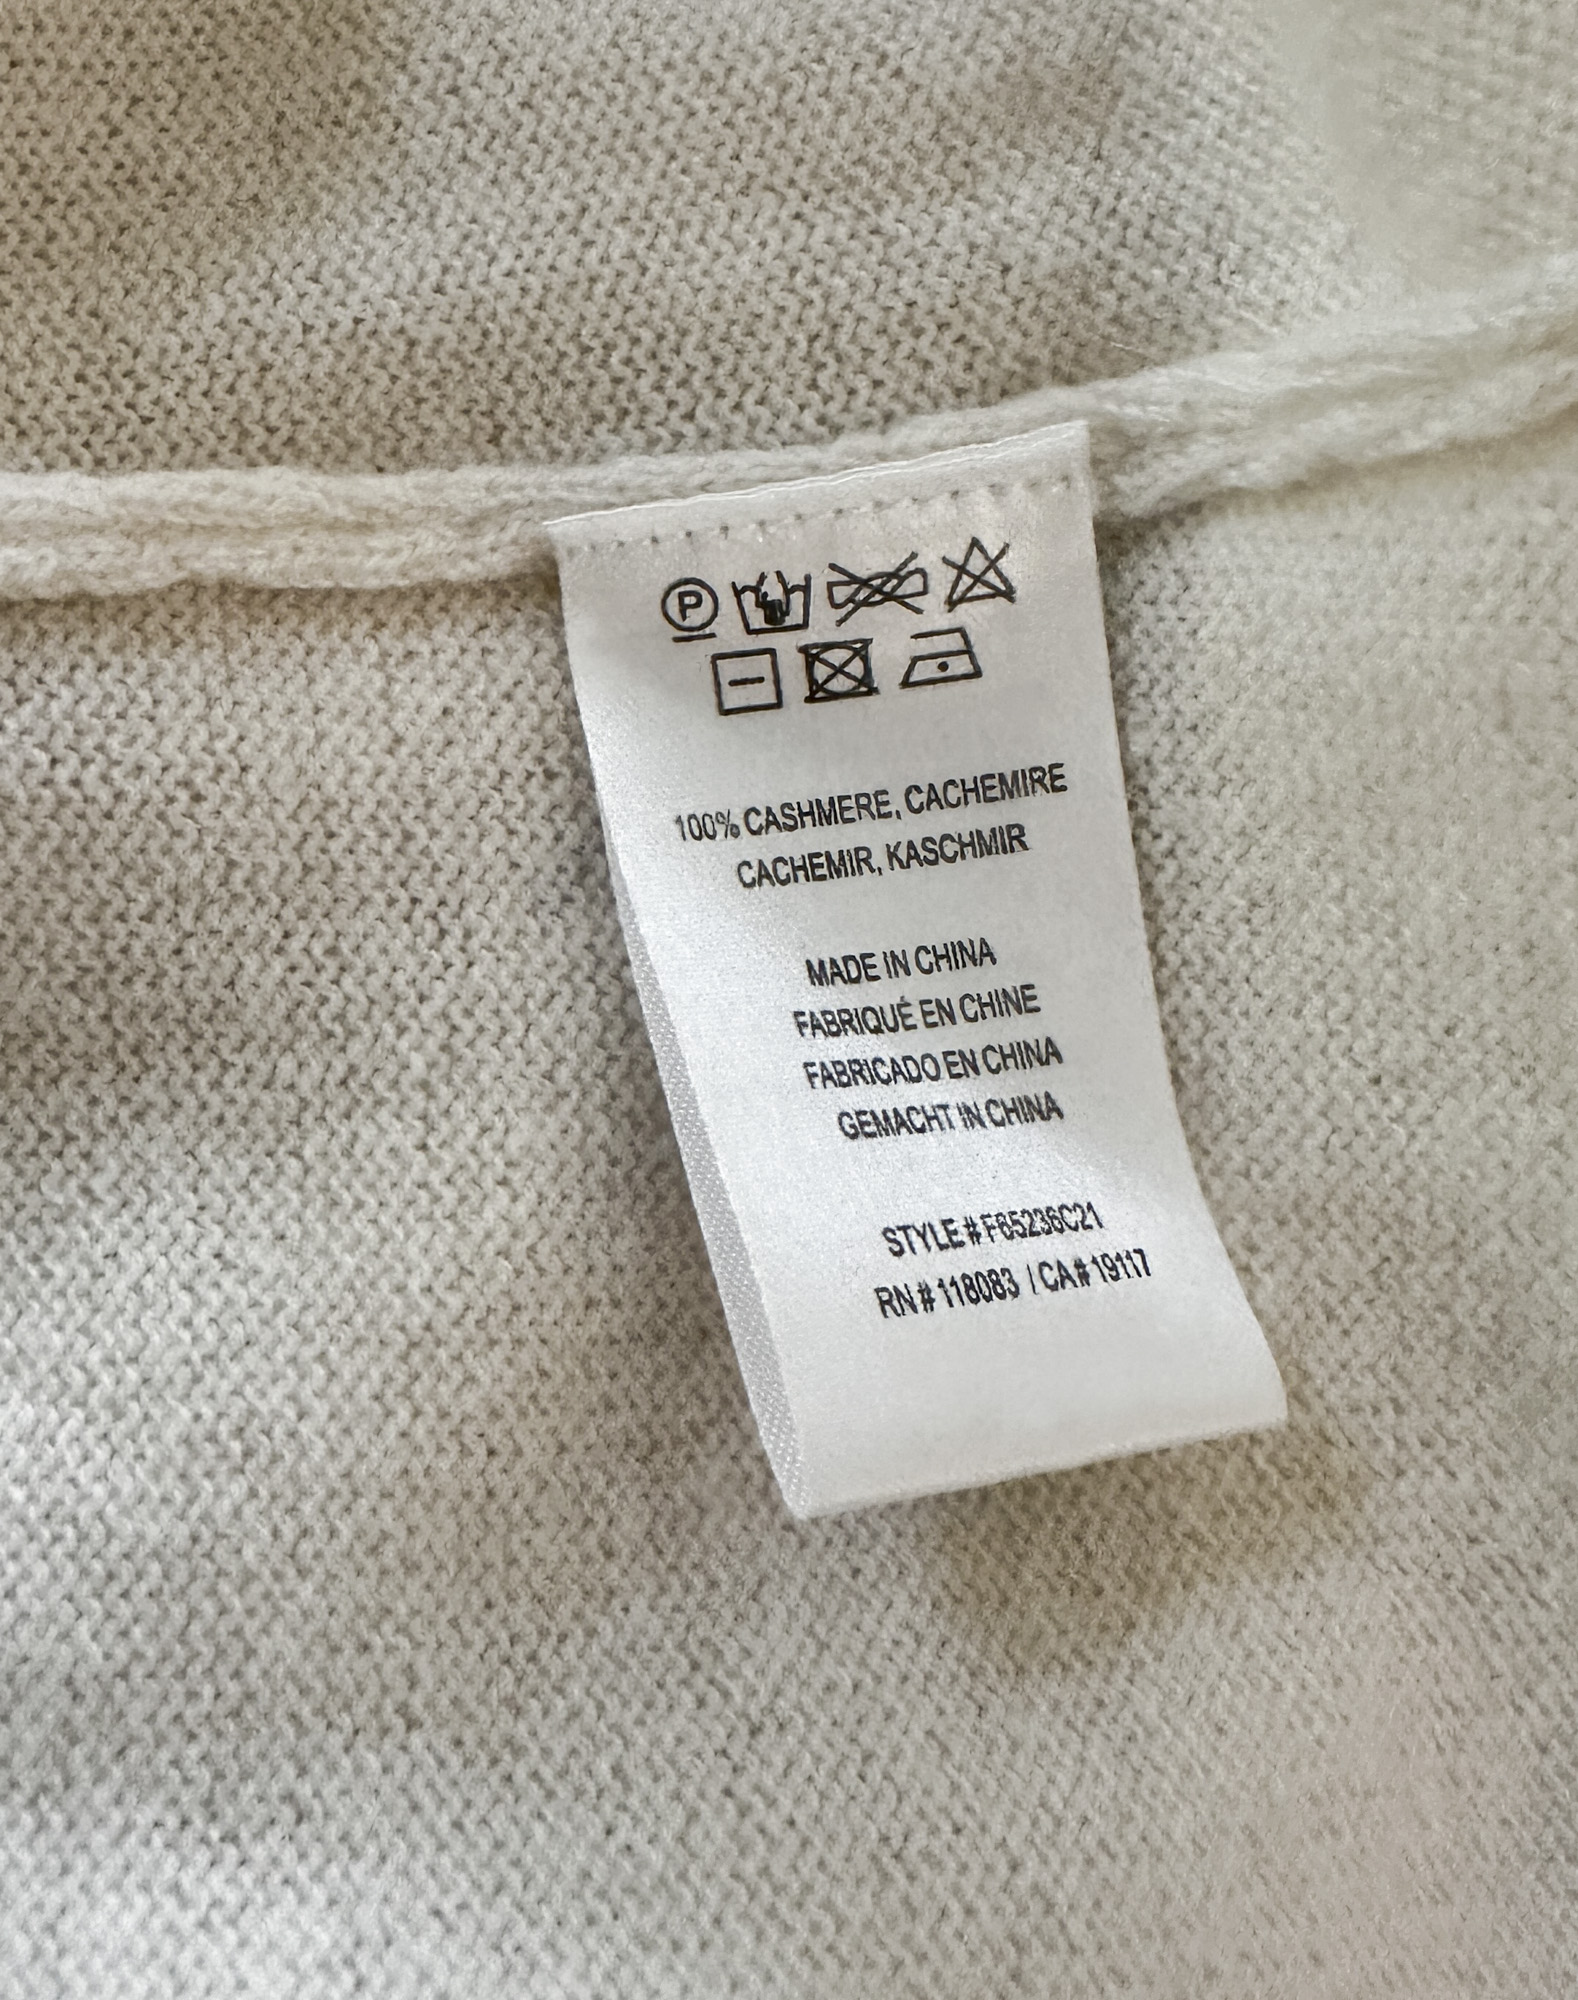 P
100% CASHMERE, CACHEMIRE
CACHEMIR, KASCHMIR
MADE IN CHINA
FABRIQUÉ EN CHINE
FABRICADO EN CHINA
GEMACHT IN CHINA
STYLE # F65236C21
RN # 118083 / CA # 19117